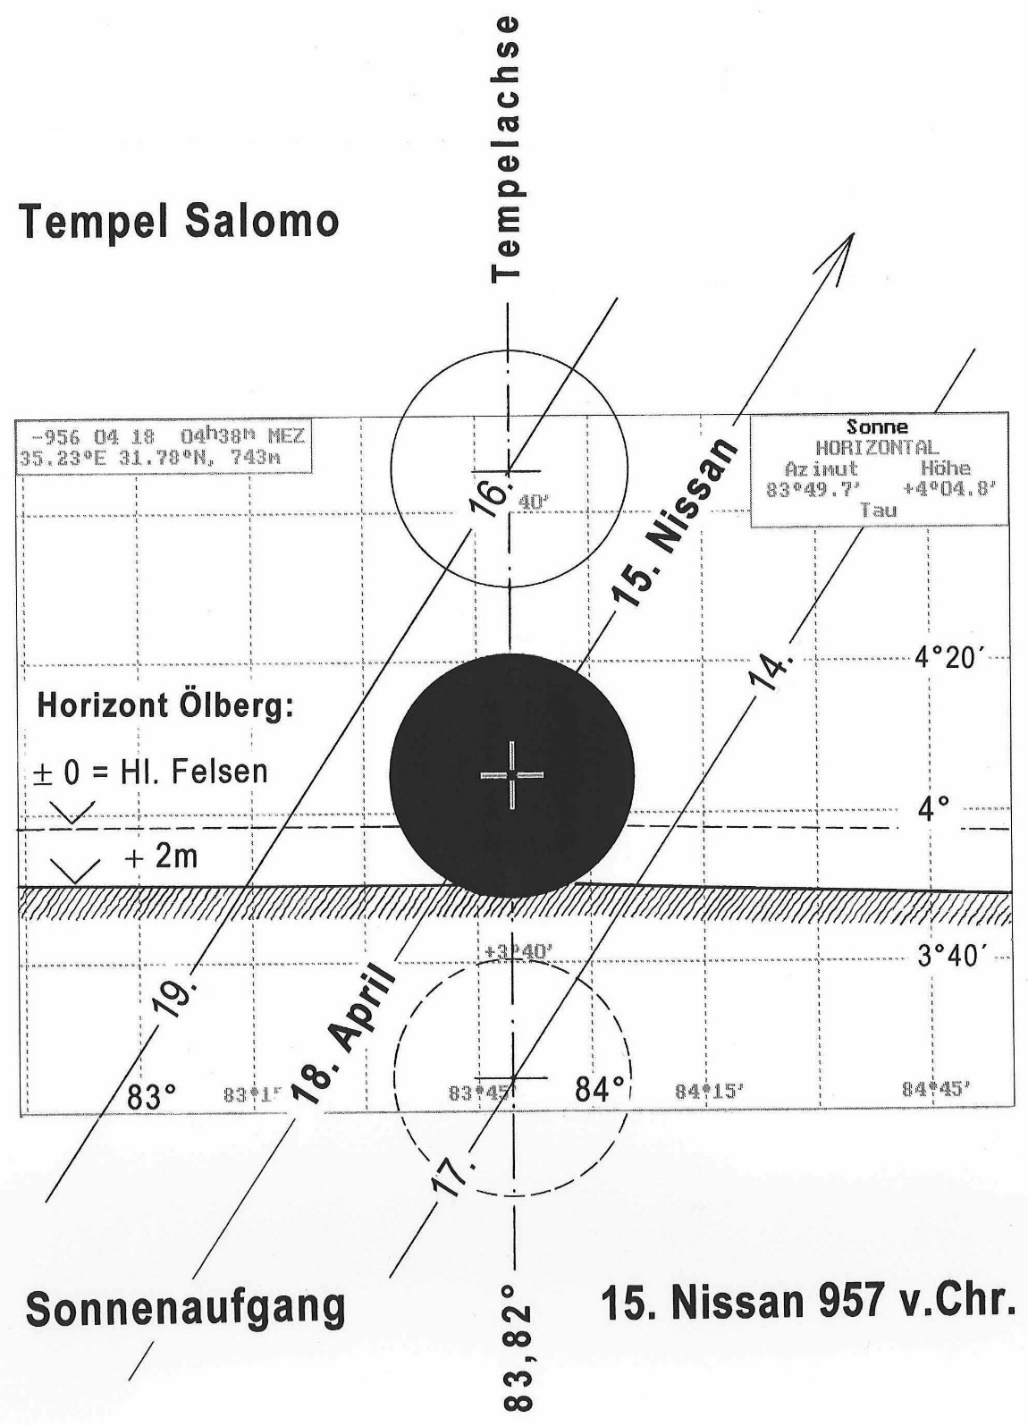 Tempelachse
Tempel Salomo
-956 04 18 04h38m MEZ
35.23°E 31.78°N, 743m
Sonne
HORIZONTAL
Azimut Höhe
83°49.7' +4°04.8'
Tau
16.
40'
15. Nissan
14.
4°20´
Horizont Ölberg:
± 0 = Hl. Felsen
4°
+ 2m
+3°40'
3°40´
19.
18. April
83°
83°15'
83°45'
84°
84°15'
84°45'
17.
Sonnenaufgang
83,82°
15. Nissan 957 v.Chr.